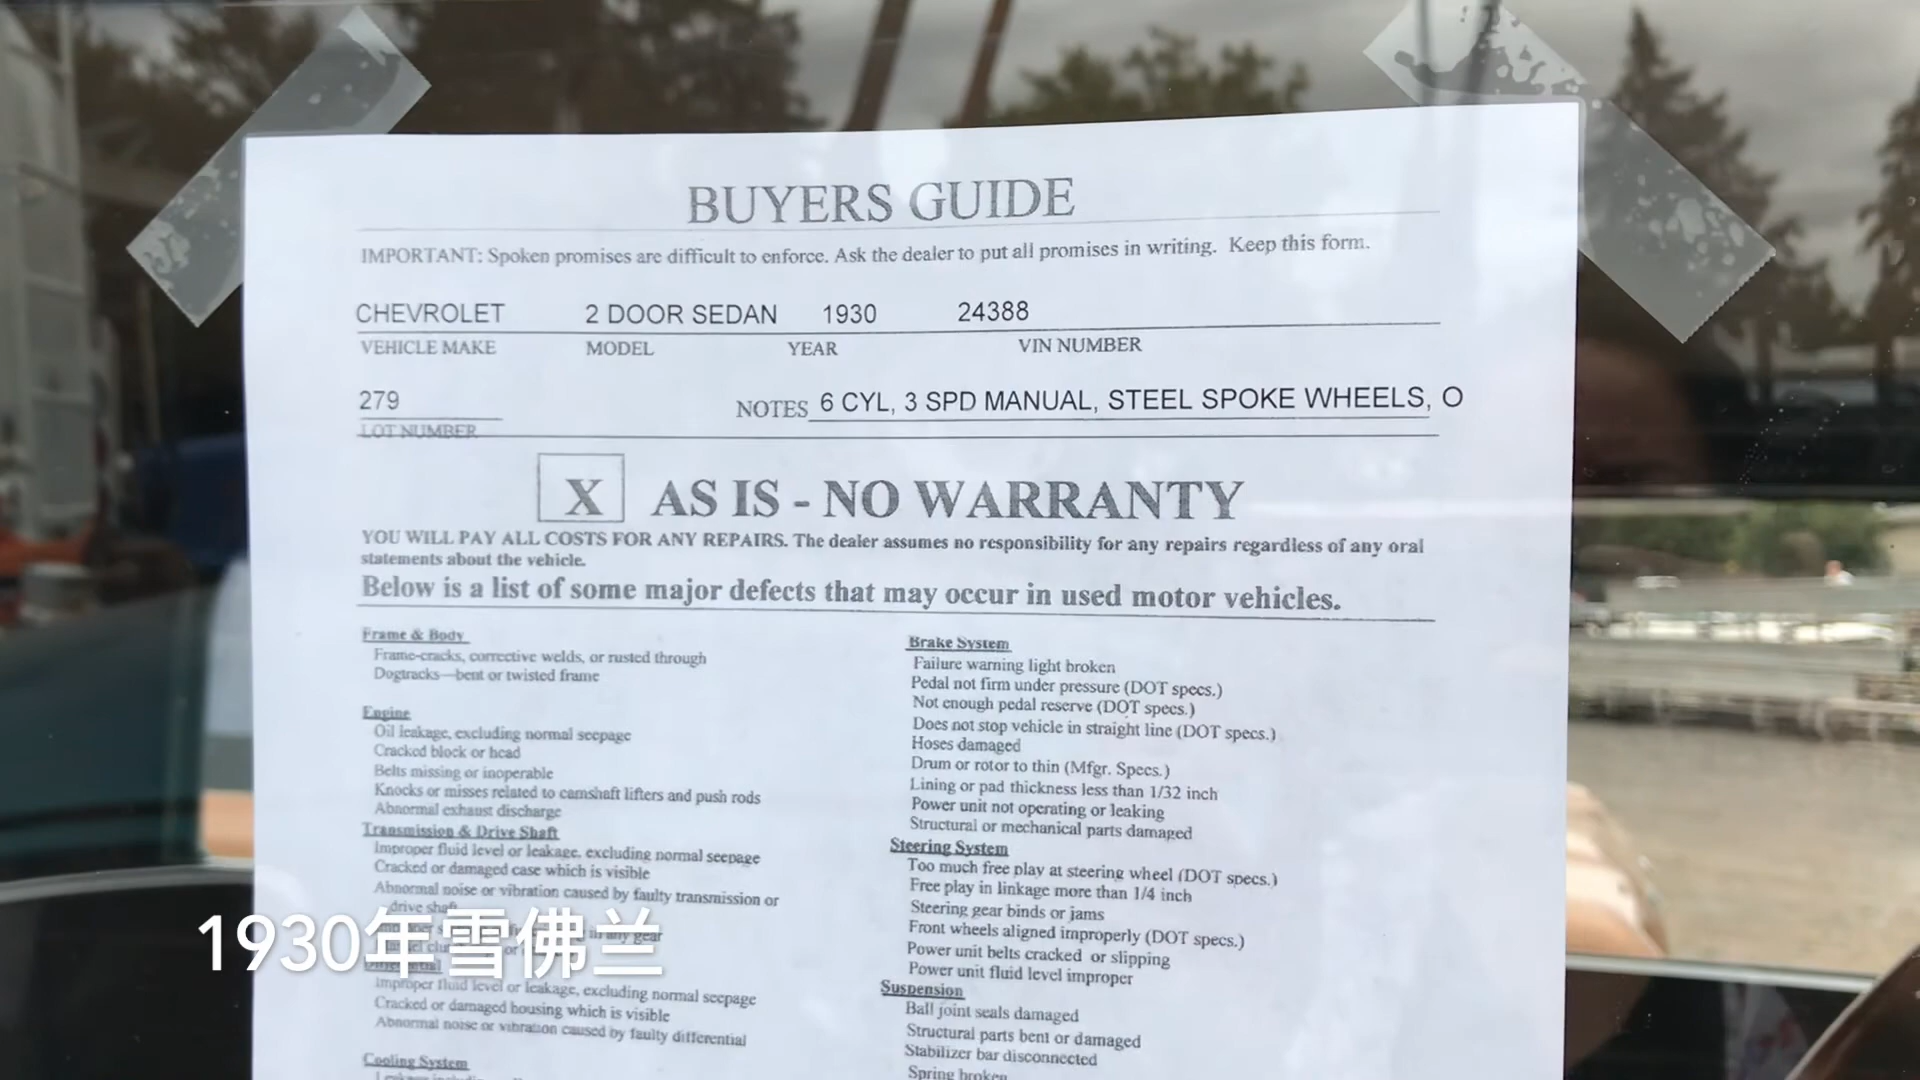 BUYERS GUIDE
IMPORTANT: Spoken promises are difficult to enforce. Ask the dealer to put all promises in writing. Keep this form.
CHEVROLET 2 DOOR SEDAN 1930 24388
VEHICLE MAKE MODEL YEAR VIN NUMBER
279 NOTES 6 CYL, 3 SPD MANUAL, STEEL SPOKE WHEELS, O
LOT NUMBER
X AS IS - NO WARRANTY
YOU WILL PAY ALL COSTS FOR ANY REPAIRS. The dealer assumes no responsibility for any repairs regardless of any oral
statements about the vehicle.
Below is a list of some major defects that may occur in used motor vehicles.
Frame & Body
Frame-cracks, corrective welds, or rusted through
Dogtracks—bent or twisted frame
Engine
Oil leakage, excluding normal seepage
Cracked block or head
Belts missing or inoperable
Knocks or misses related to camshaft lifters and push rods
Abnormal exhaust discharge
Transmission & Drive Shaft
Improper fluid level or leakage, excluding normal seepage
Cracked or damaged case which is visible
Abnormal noise or vibration caused by faulty transmission or
drive shaft
any gear
Improper fluid level or leakage, excluding normal seepage
Cracked or damaged housing which is visible
Abnormal noise or vibration caused by faulty differential
Cooling System
Brake System
Failure warning light broken
Pedal not firm under pressure (DOT specs.)
Not enough pedal reserve (DOT specs.)
Does not stop vehicle in straight line (DOT specs.)
Hoses damaged
Drum or rotor to thin (Mfgr. Specs.)
Lining or pad thickness less than 1/32 inch
Power unit not operating or leaking
Structural or mechanical parts damaged
Steering System
Too much free play at steering wheel (DOT specs.)
Free play in linkage more than 1/4 inch
Steering gear binds or jams
Front wheels aligned improperly (DOT specs.)
Power unit belts cracked or slipping
Power unit fluid level improper
Suspension
Ball joint seals damaged
Structural parts bent or damaged
Stabilizer bar disconnected
Spring broken
1930年雪佛兰